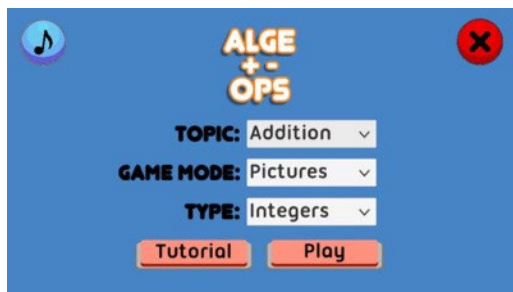 ALGE
+ -
OPS
TOPIC: Addition
GAME MODE: Pictures
TYPE: Integers
Tutorial Play